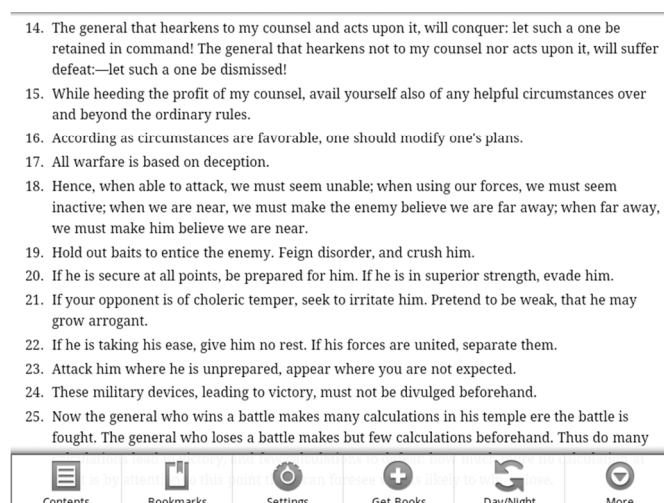 14. The general that hearkens to my counsel and acts upon it, will conquer: let such a one be
retained in command! The general that hearkens not to my counsel nor acts upon it, will suffer
defeat:—let such a one be dismissed!
15. While heeding the profit of my counsel, avail yourself also of any helpful circumstances over
and beyond the ordinary rules.
16. According as circumstances are favorable, one should modify one's plans.
17. All warfare is based on deception.
18. Hence, when able to attack, we must seem unable; when using our forces, we must seem
inactive; when we are near, we must make the enemy believe we are far away; when far away,
we must make him believe we are near.
19. Hold out baits to entice the enemy. Feign disorder, and crush him.
20. If he is secure at all points, be prepared for him. If he is in superior strength, evade him.
21. If your opponent is of choleric temper, seek to irritate him. Pretend to be weak, that he may
grow arrogant.
22. If he is taking his ease, give him no rest. If his forces are united, separate them.
23. Attack him where he is unprepared, appear where you are not expected.
24. These military devices, leading to victory, must not be divulged beforehand.
25. Now the general who wins a battle makes many calculations in his temple ere the battle is
fought. The general who loses a battle makes but few calculations beforehand. Thus do many
Contents Bookmarks Settings Get Books Day/Night More